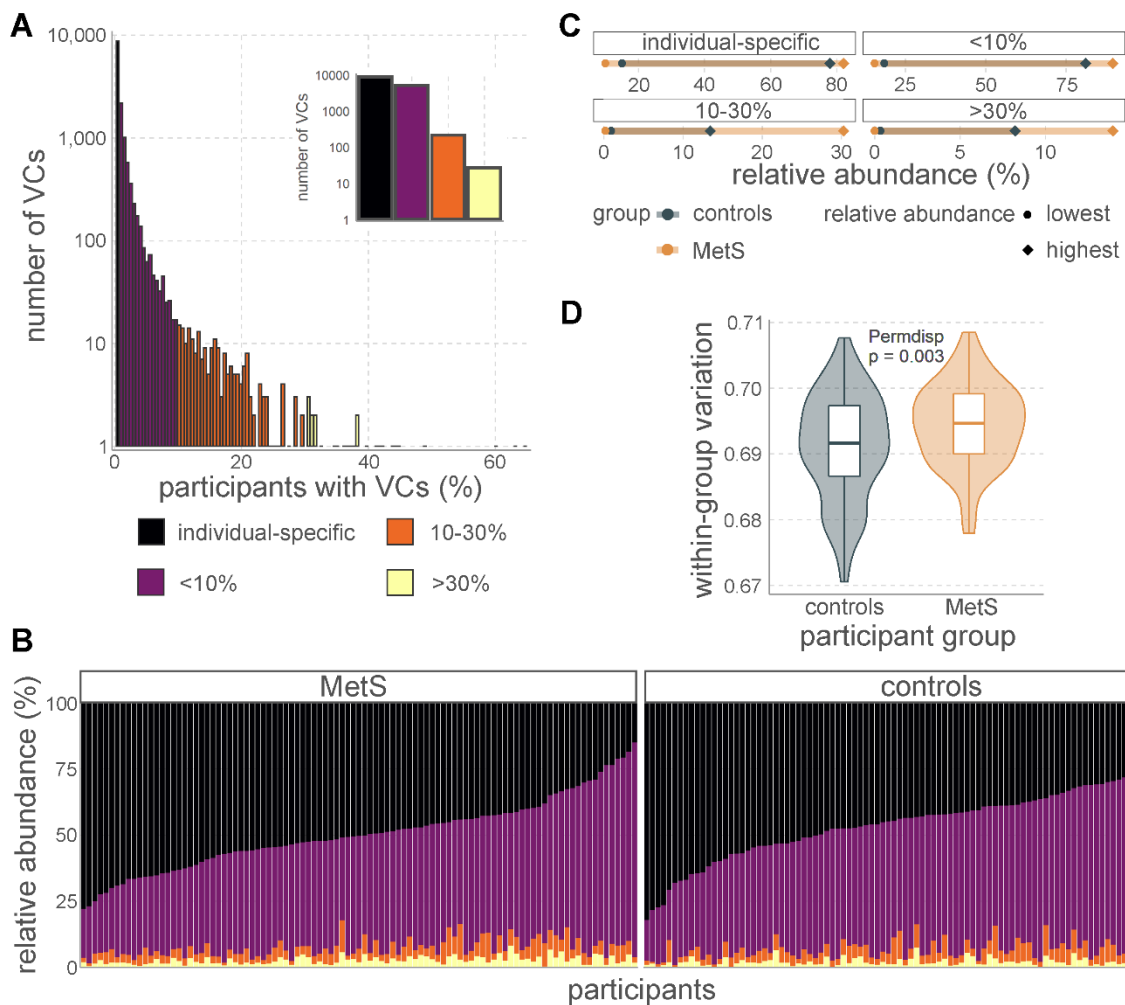 A
10,000
1,000
100
10
1
number of VCs
0
20
40
60
participants with VCs (%)
10000
1000
100
10
1
number of VCs
individual-specific
10-30%
<10%
>30%
C
individual-specific
<10%
20
40
60
80
25
50
75
10-30%
>30%
0
10
20
30
0
5
10
relative abundance (%)
group
controls
MetS
relative abundance
lowest
highest
D
0.71
0.70
0.69
0.68
0.67
within-group variation
Permdisp
p = 0.003
controls
MetS
participant group
B
MetS
controls
100
75
50
25
0
relative abundance (%)
participants